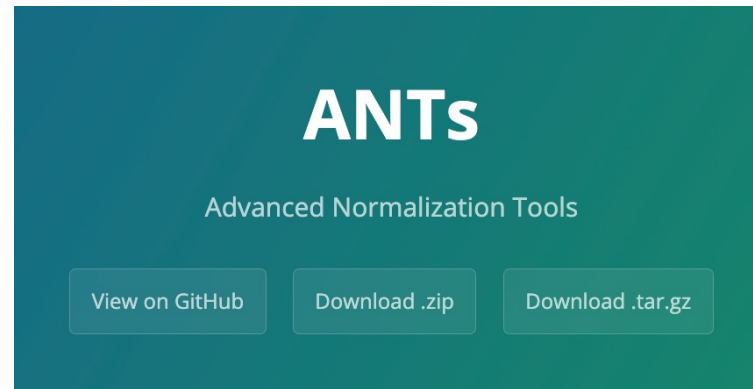 ANTs
Advanced Normalization Tools
View on GitHub
Download .zip
Download .tar.gz